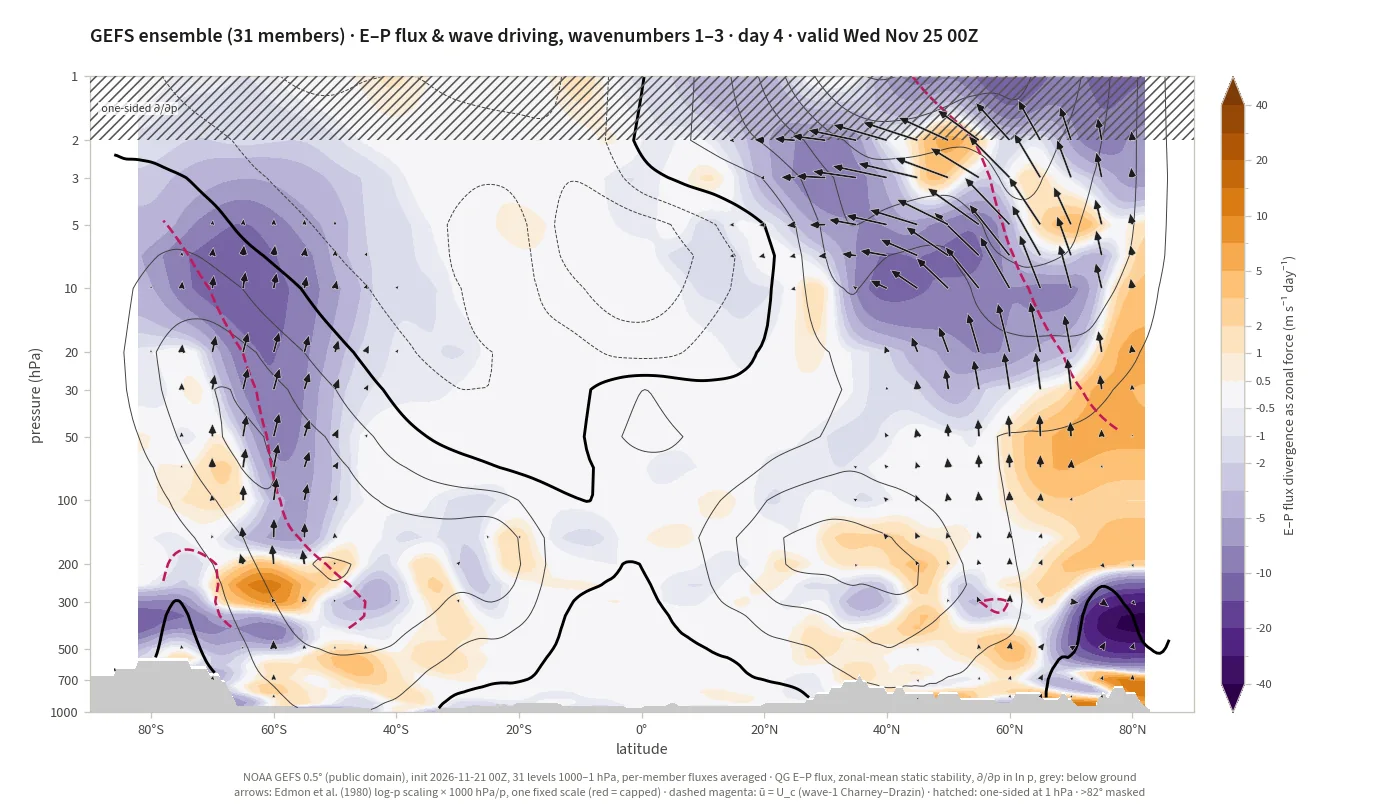 GEFS ensemble (31 members) · E–P flux & wave driving, wavenumbers 1–3 · day 4 · valid Wed Nov 25 00Z
one-sided ∂/∂p
1
2
3
5
10
20
30
50
100
200
300
500
700
1000
pressure (hPa)
80°S
60°S
40°S
20°S
0°
20°N
40°N
60°N
80°N
latitude
40
20
10
5
2
1
0.5
-0.5
-1
-2
-5
-10
-20
-40
E–P flux divergence as zonal force (m s⁻¹ day⁻¹)
NOAA GEFS 0.5° (public domain), init 2026-11-21 00Z, 31 levels 1000–1 hPa, per-member fluxes averaged · QG E–P flux, zonal-mean static stability, ∂/∂p in ln p, grey: below ground
arrows: Edmon et al. (1980) log-p scaling × 1000 hPa/p, one fixed scale (red = capped) · dashed magenta: ū = U_c (wave-1 Charney–Drazin) · hatched: one-sided at 1 hPa · >82° masked